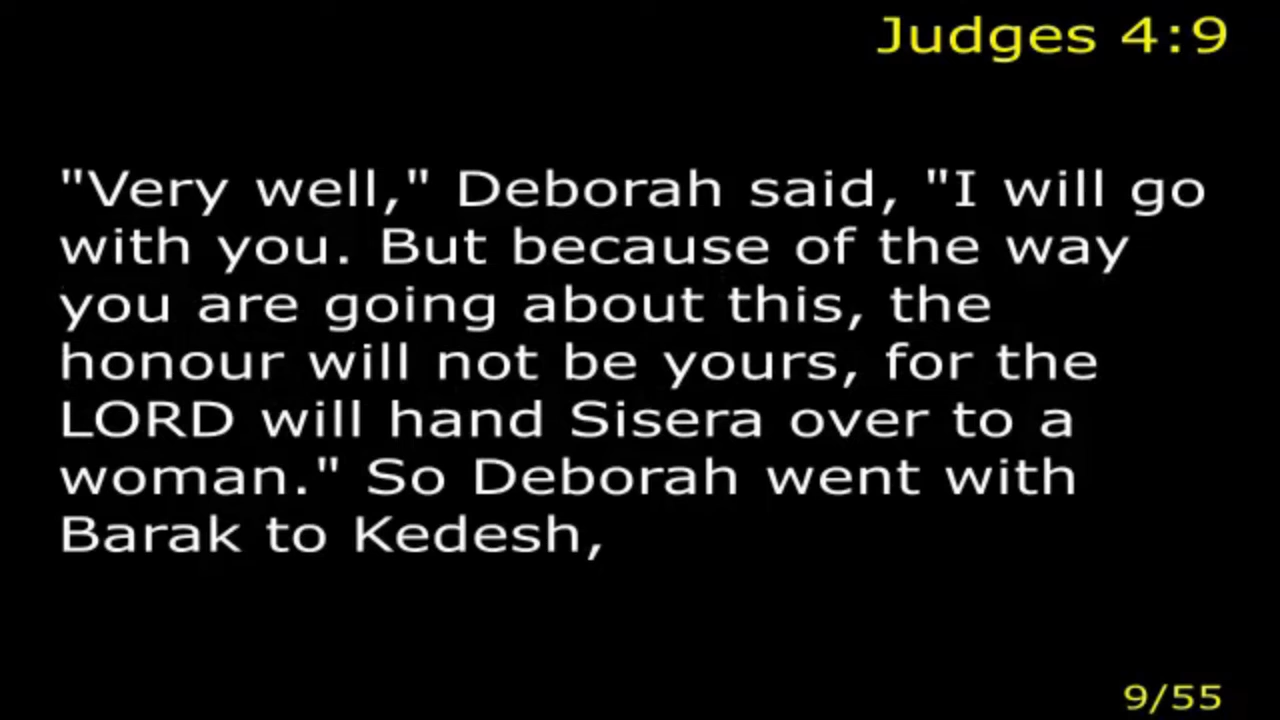 Judges 4:9
"Very well," Deborah said, "I will go
with you. But because of the way
you are going about this, the
honour will not be yours, for the
LORD will hand Sisera over to a
woman." So Deborah went with
Barak to Kedesh,
9/55